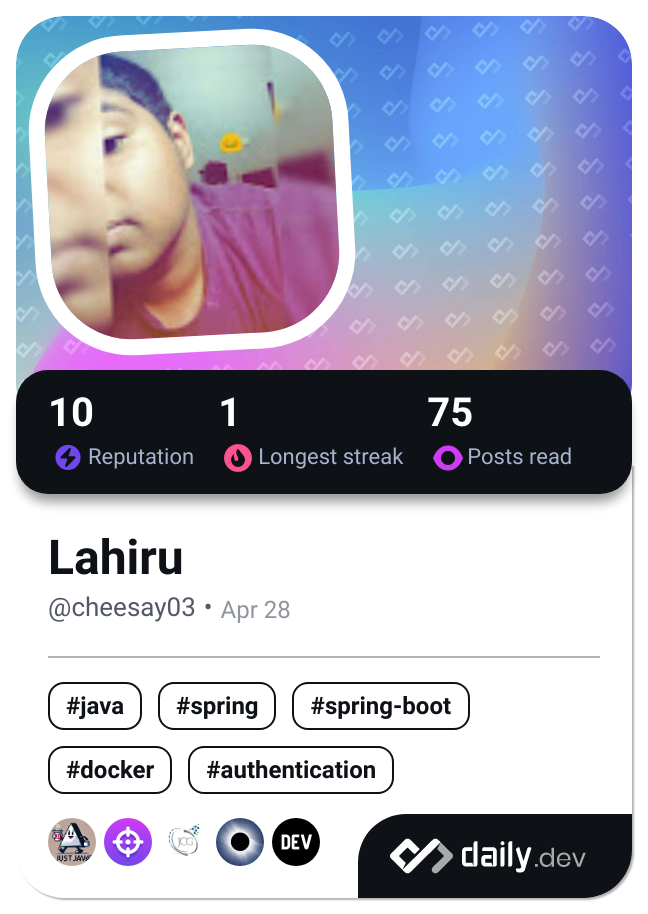 10 1 75
Reputation Longest streak Posts read
Lahiru
@cheesay03 • Apr 28
#java #spring #spring-boot
#docker #authentication
JUST JAVA JCG DEV
daily.dev